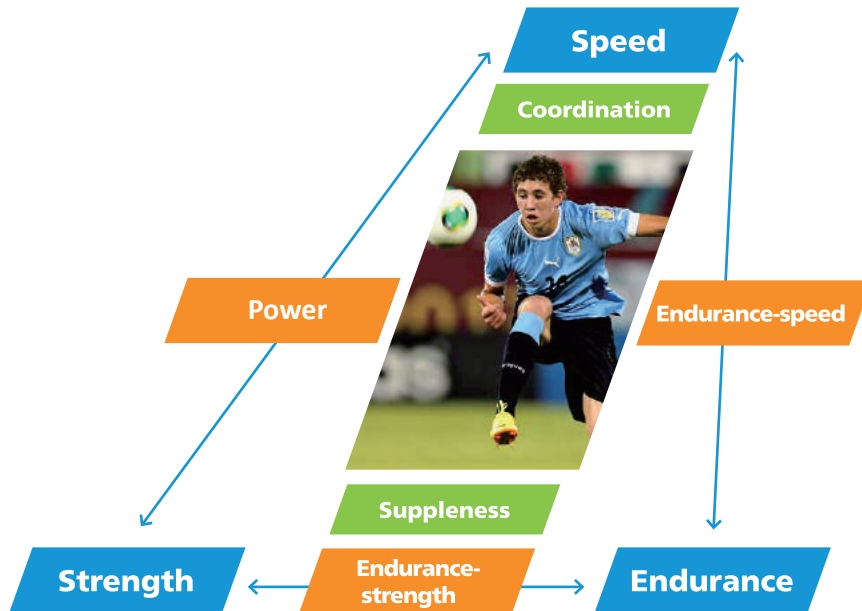 Speed
Coordination
Power
Endurance-speed
Suppleness
Strength
Endurance-
strength
Endurance